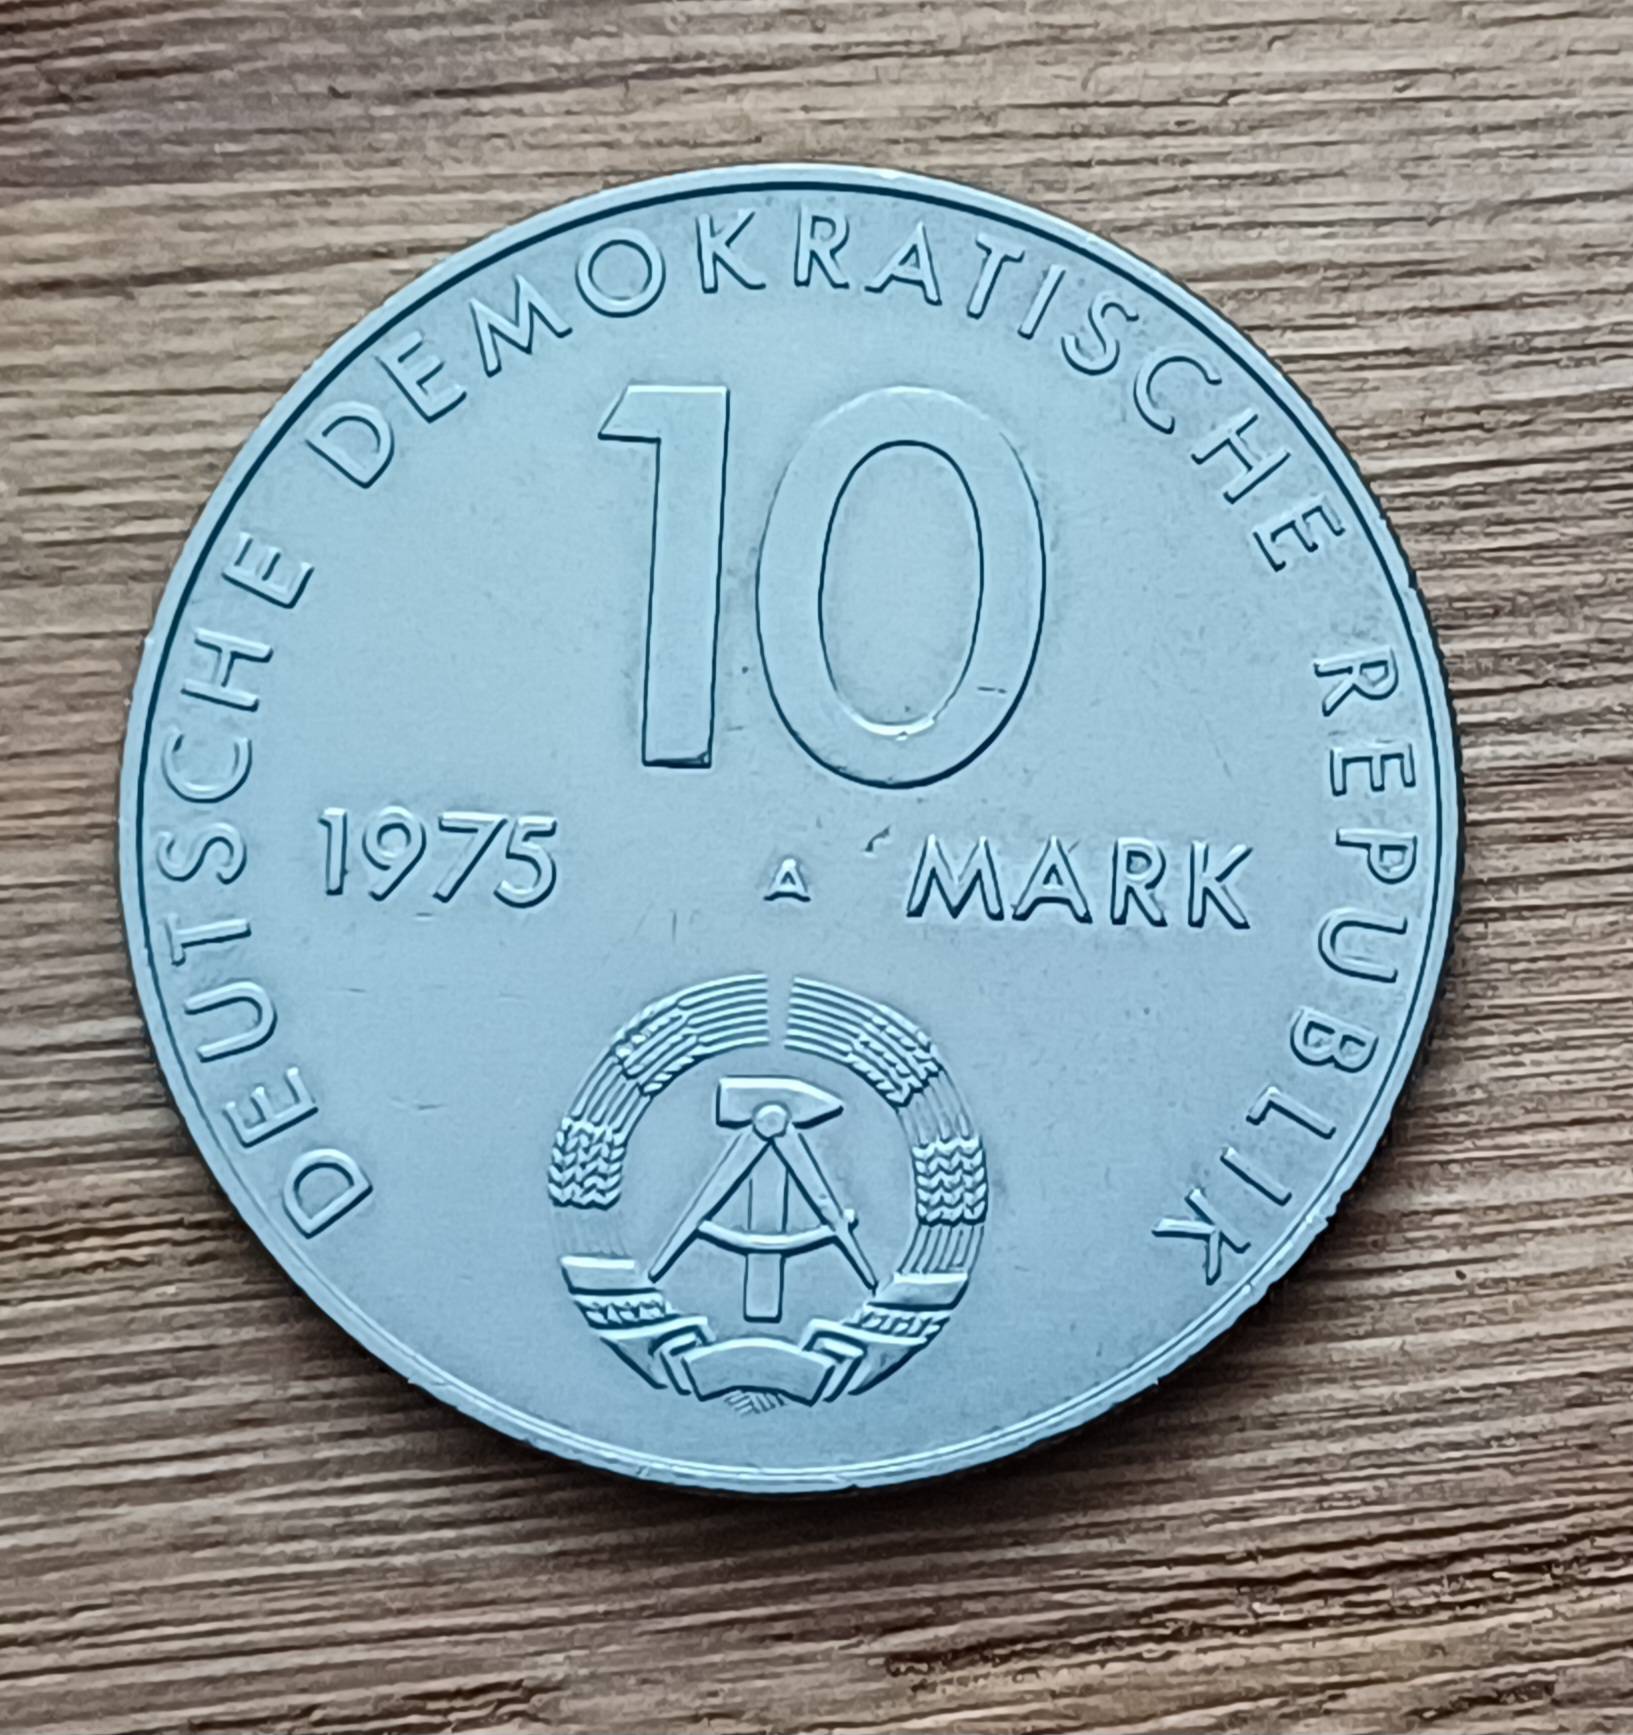 DEUTSCHE DEMOKRATISCHE REPUBLIK
10
1975 A MARK